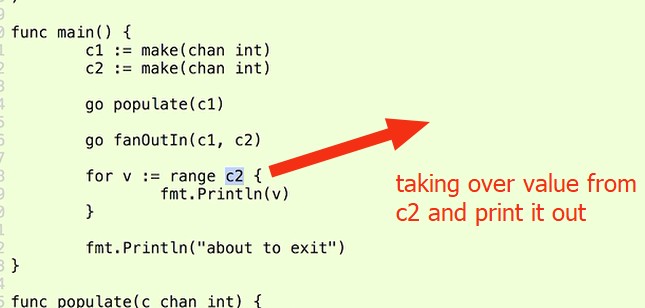 func main() {
c1 := make(chan int)
c2 := make(chan int)
go populate(c1)
go fanOutIn(c1, c2)
for v := range c2 {
fmt.Println(v)
}
taking over value from
c2 and print it out
fmt.Println("about to exit")
}
func populate(c chan int) {